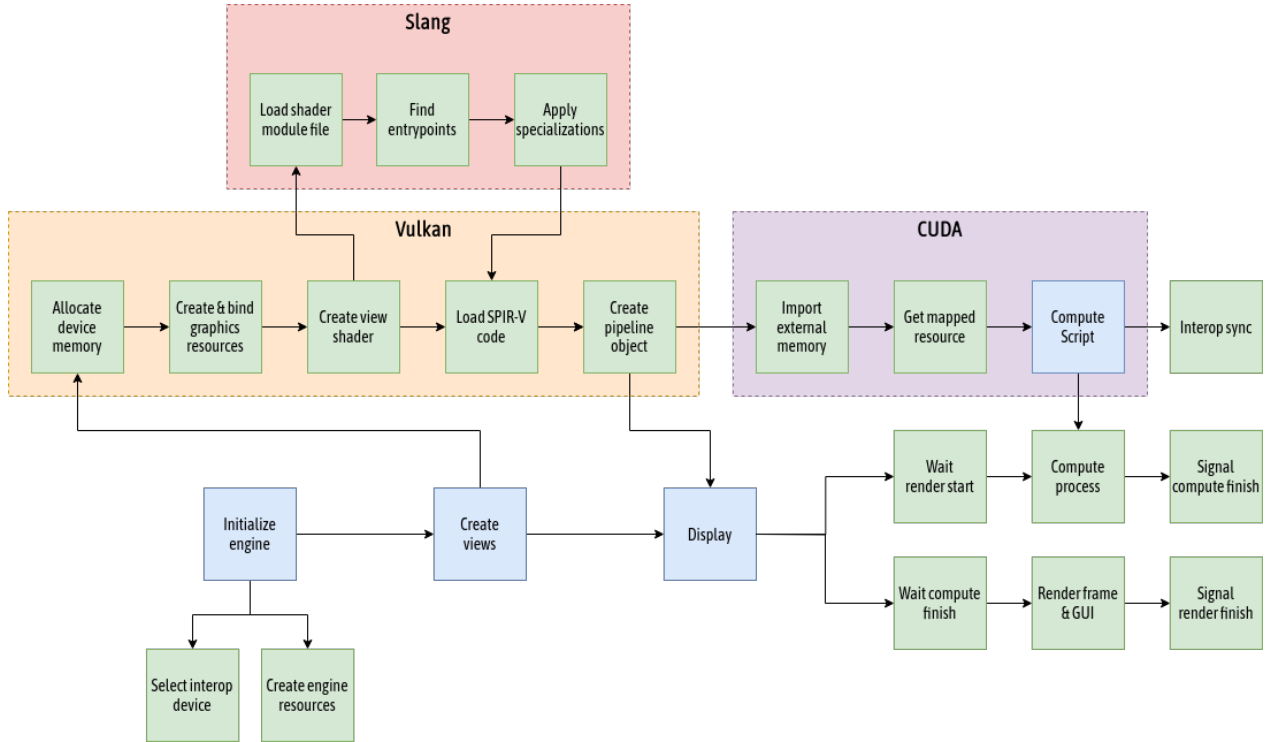 Slang
Load shader
module file
Find
entrypoints
Apply
specializations
Vulkan
Allocate
device
memory
Create & bind
graphics
resources
Create view
shader
Load SPIR-V
code
Create
pipeline
object
CUDA
Import
external
memory
Get mapped
resource
Compute
Script
Interop sync
Initialize
engine
Create
views
Display
Wait
render start
Compute
process
Signal
compute finish
Wait compute
finish
Render frame
& GUI
Signal
render finish
Select interop
device
Create engine
resources